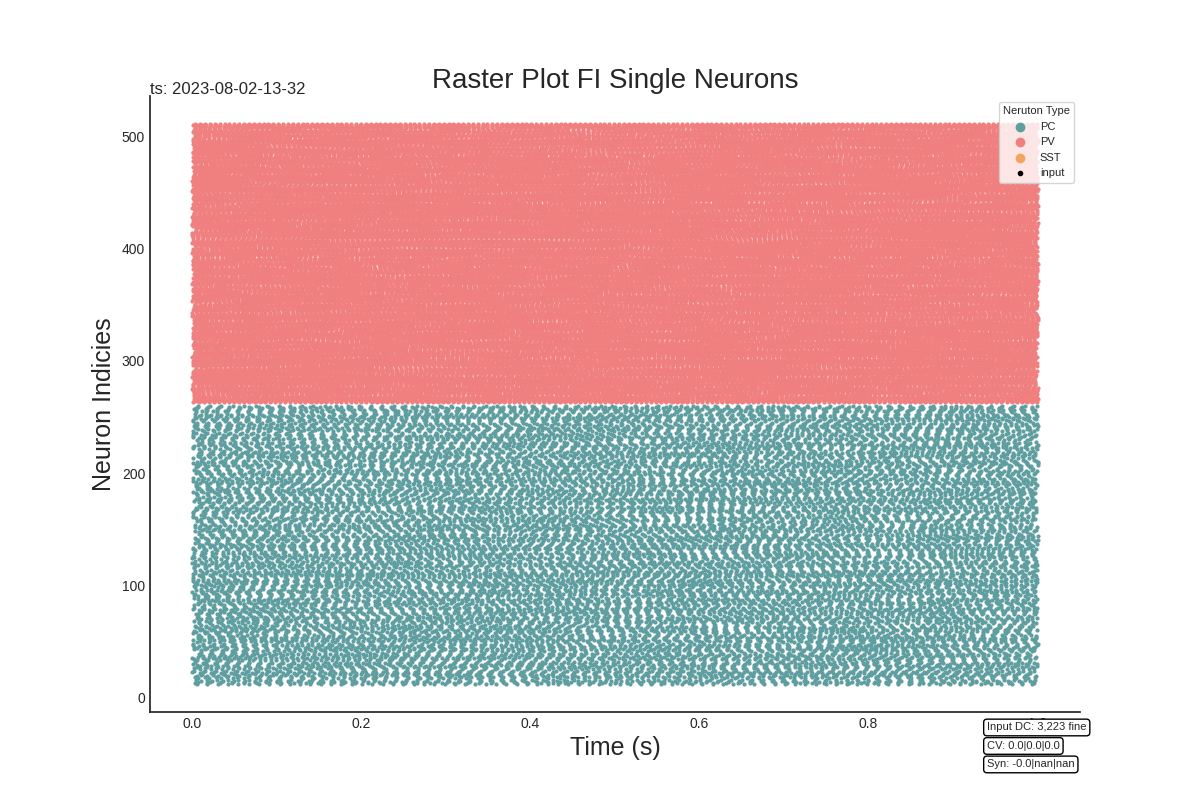 Raster Plot FI Single Neurons
ts: 2023-08-02-13-32
Neruton Type
PC
PV
SST
input
500
400
300
200
100
0
Neuron Indicies
0.0 0.2 0.4 0.6 0.8
Time (s)
Input DC: 3,223 fine
CV: 0.0|0.0|0.0
Syn: -0.0|nan|nan